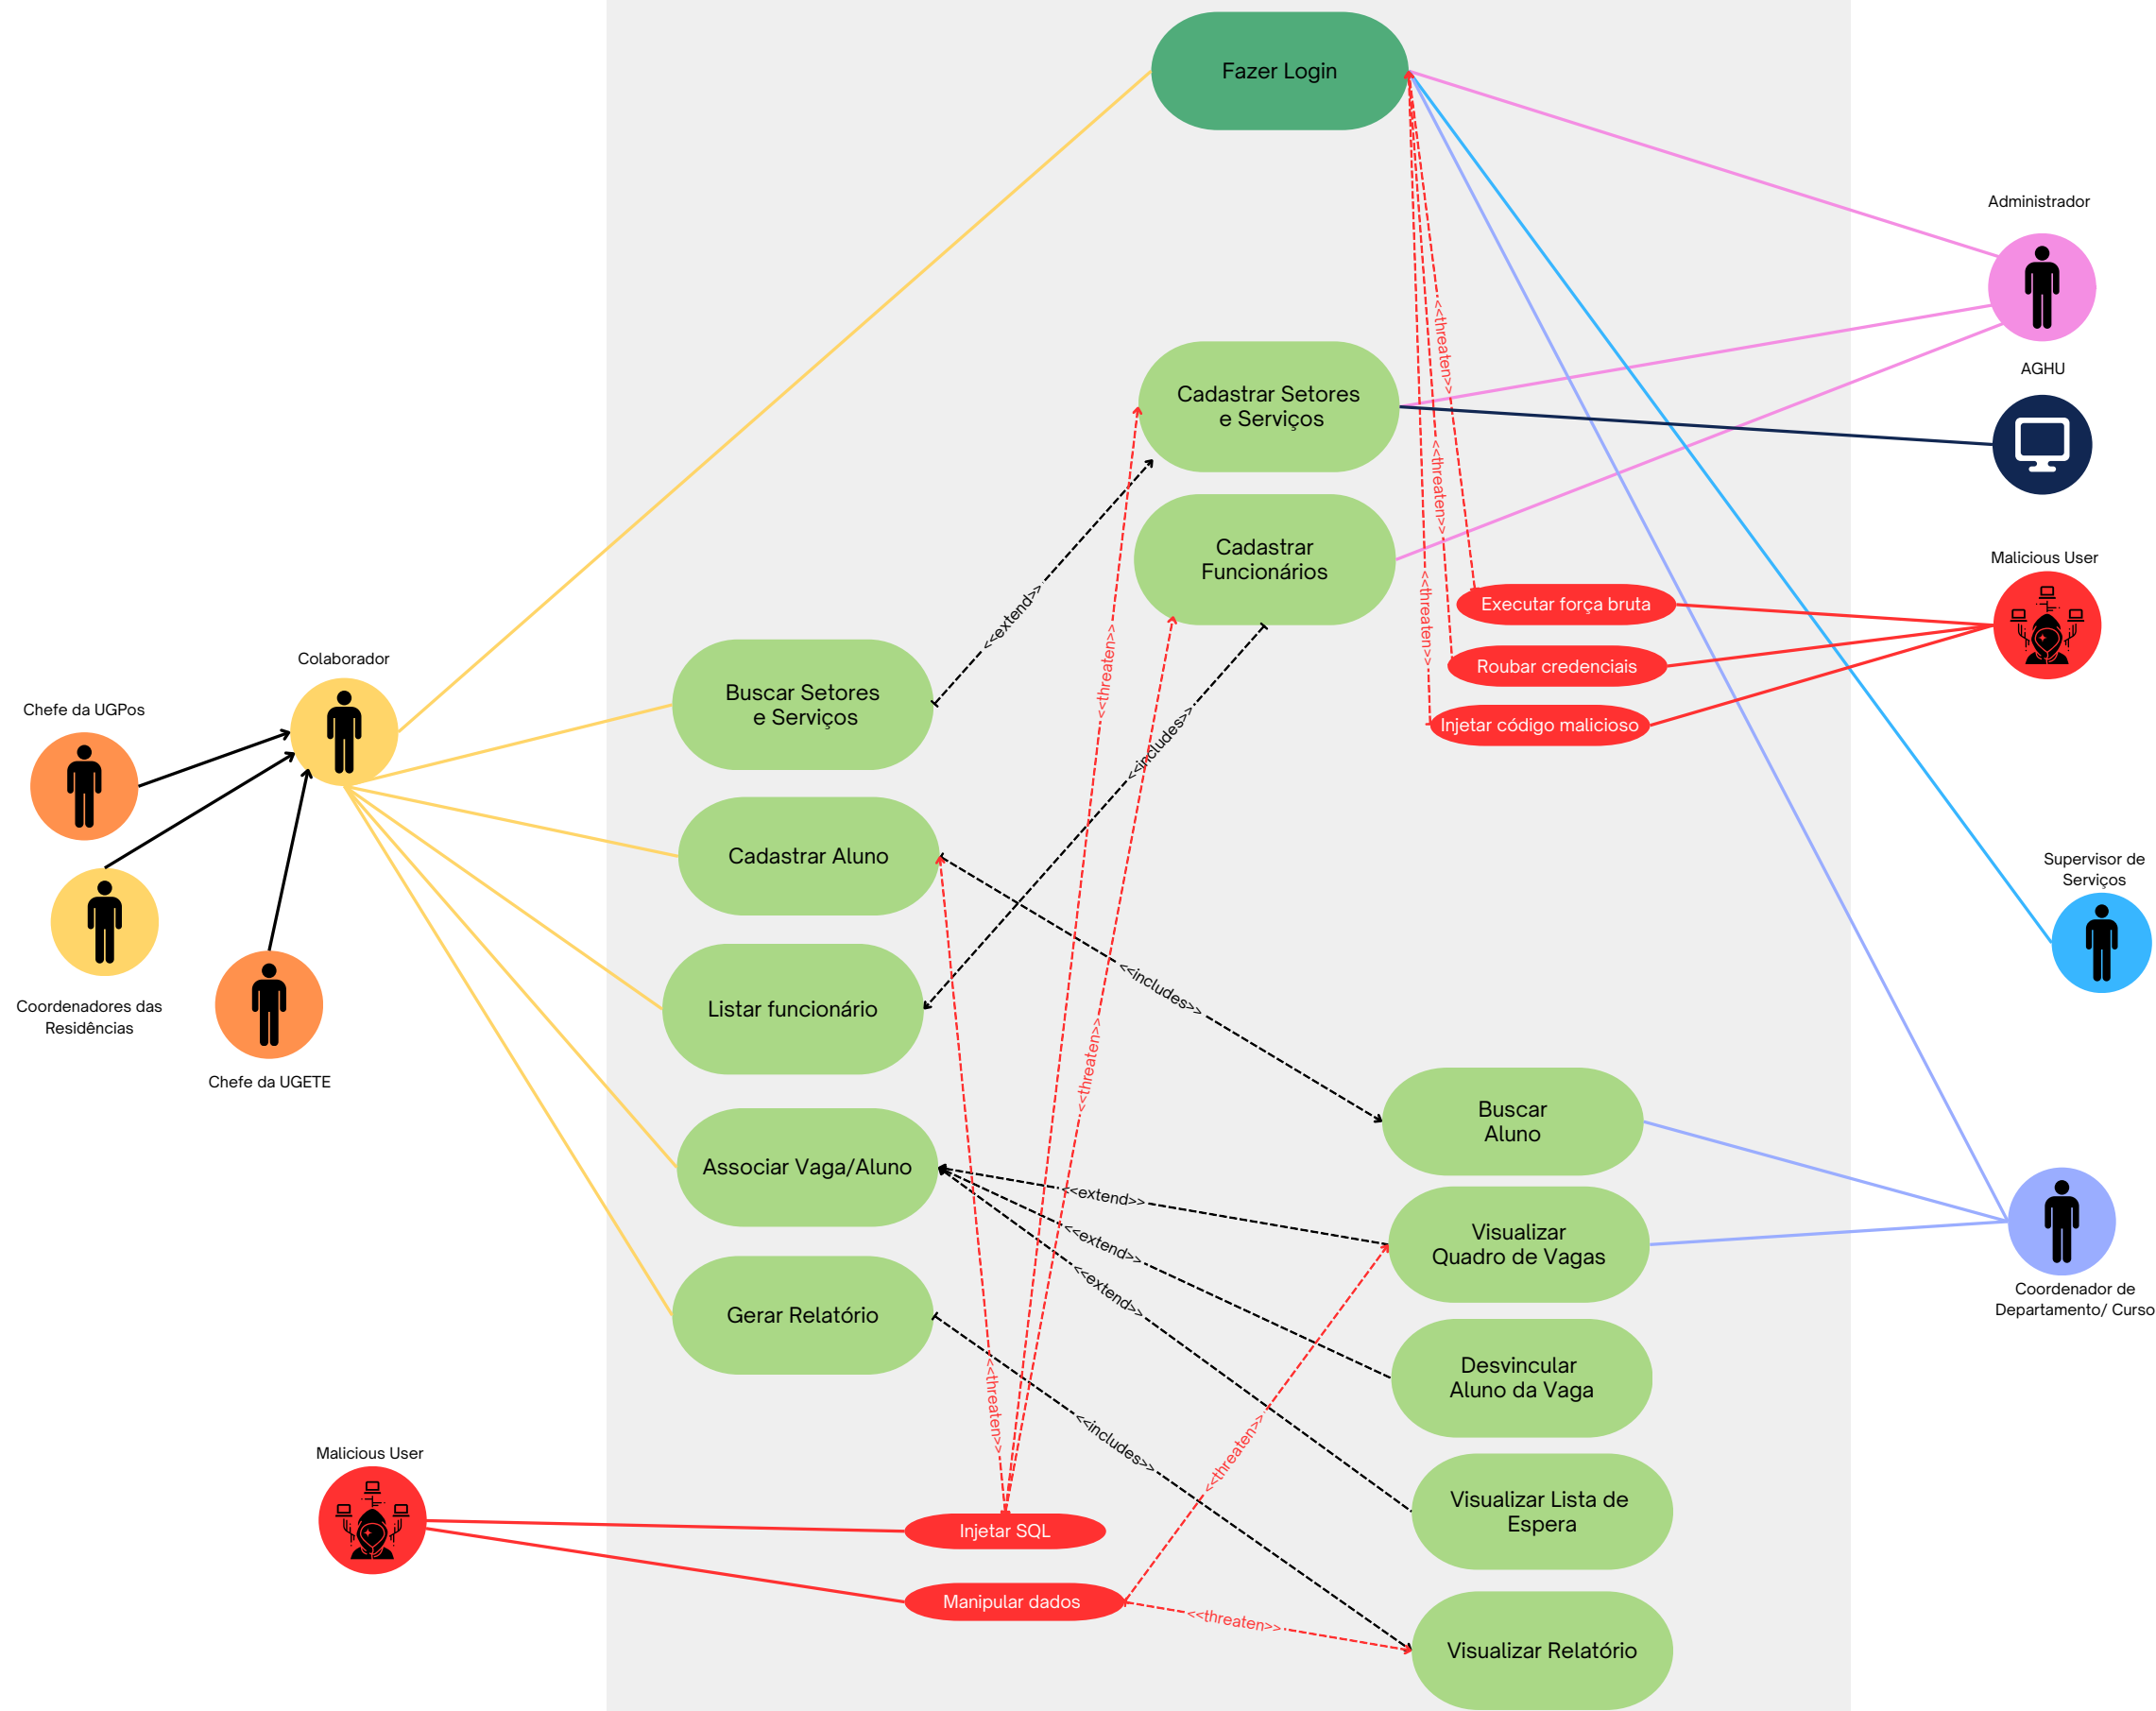 Fazer Login
Administrador
<<threaten>>
AGHU
Cadastrar Setores
e Serviços
<<threaten>>
Cadastrar
Funcionários
Malicious User
<<extend>>
<<threaten>>
Executar força bruta
Colaborador
<<threaten>>
Roubar credenciais
Buscar Setores
e Serviços
Chefe da UGPos
<<includes>>
Injetar código malicioso
Cadastrar Aluno
Supervisor de
Serviços
<<includes>>
Coordenadores das
Residências
Listar funcionário
<<threaten>>
Chefe da UGETE
Buscar
Aluno
Associar Vaga/Aluno
<<extend>>
<<extend>>
<<extend>>
Visualizar
Quadro de Vagas
Coordenador de
Departamento/ Curso
Gerar Relatório
Desvincular
Aluno da Vaga
<<threaten>>
<<includes>>
<<threaten>>
Malicious User
Visualizar Lista de
Espera
Injetar SQL
Manipular dados
<<threaten>>
Visualizar Relatório